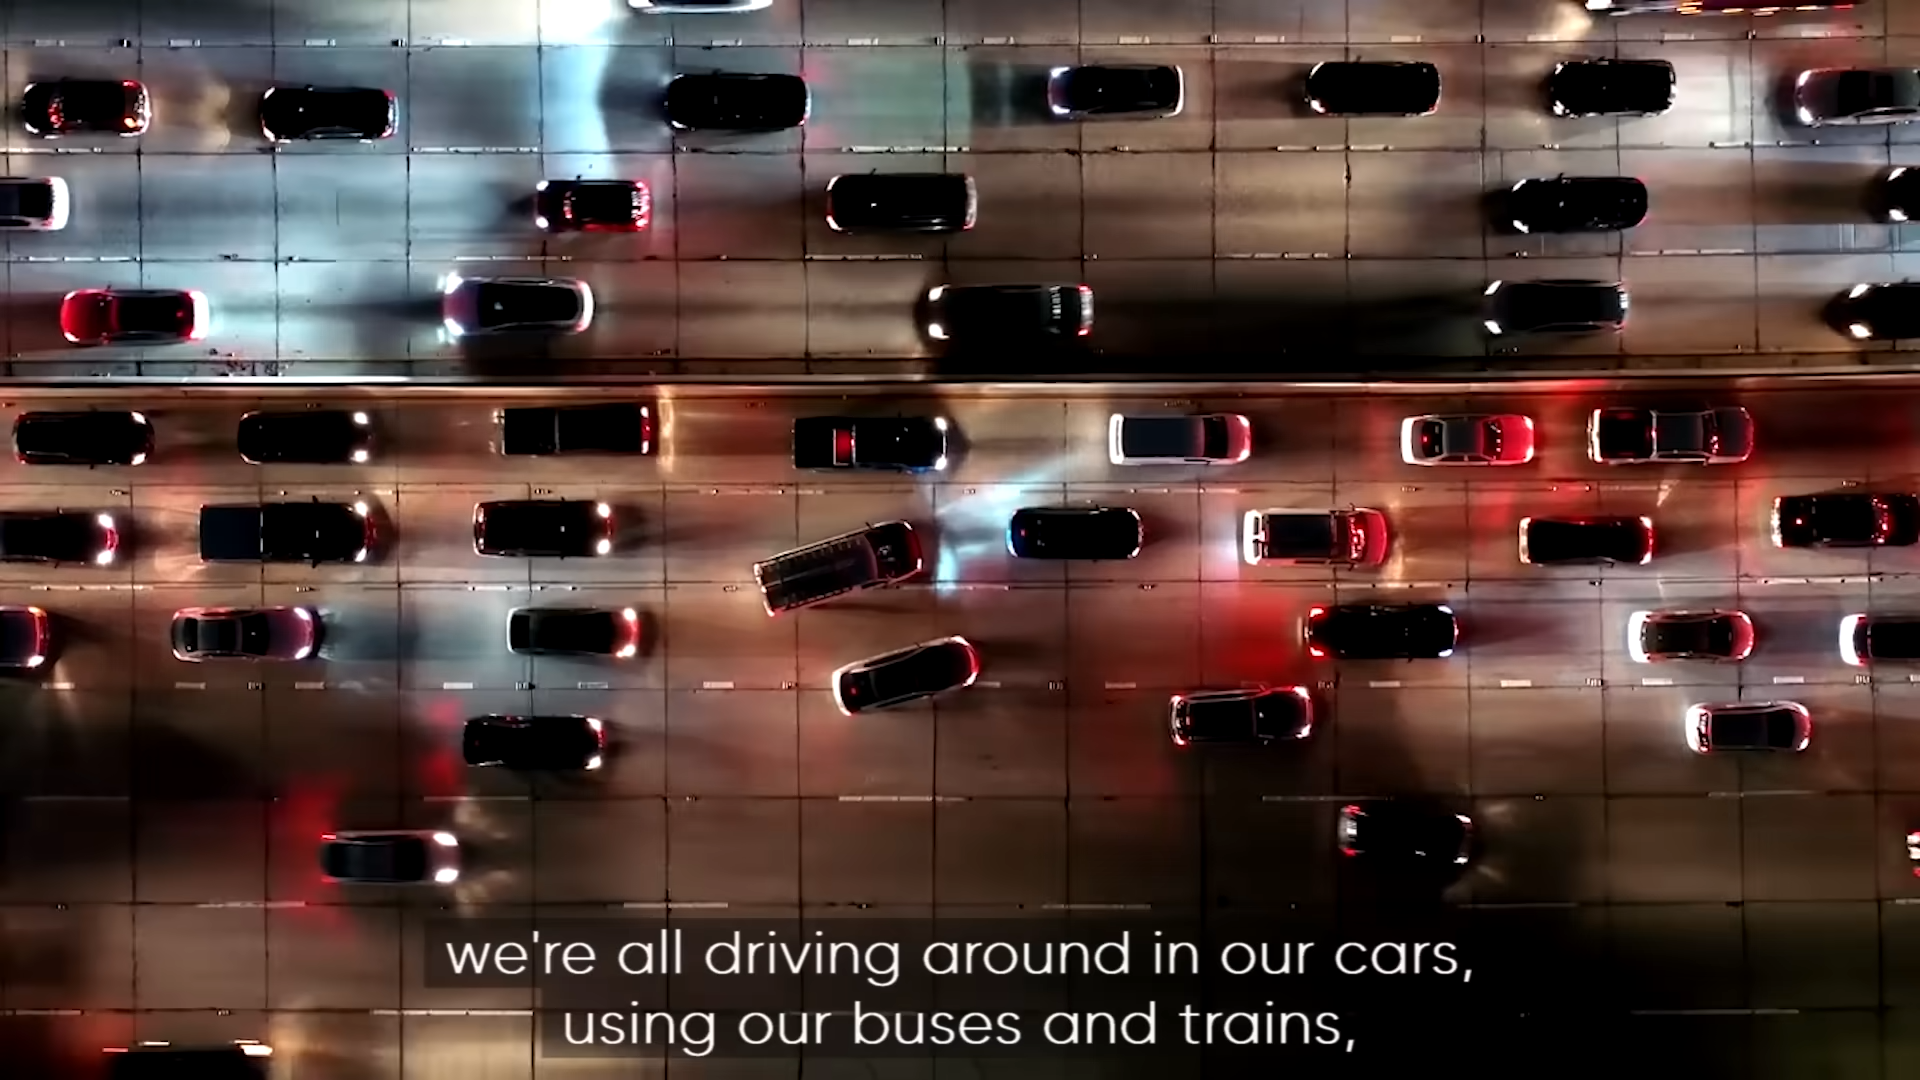 we're all driving around in our cars,
using our buses and trains,